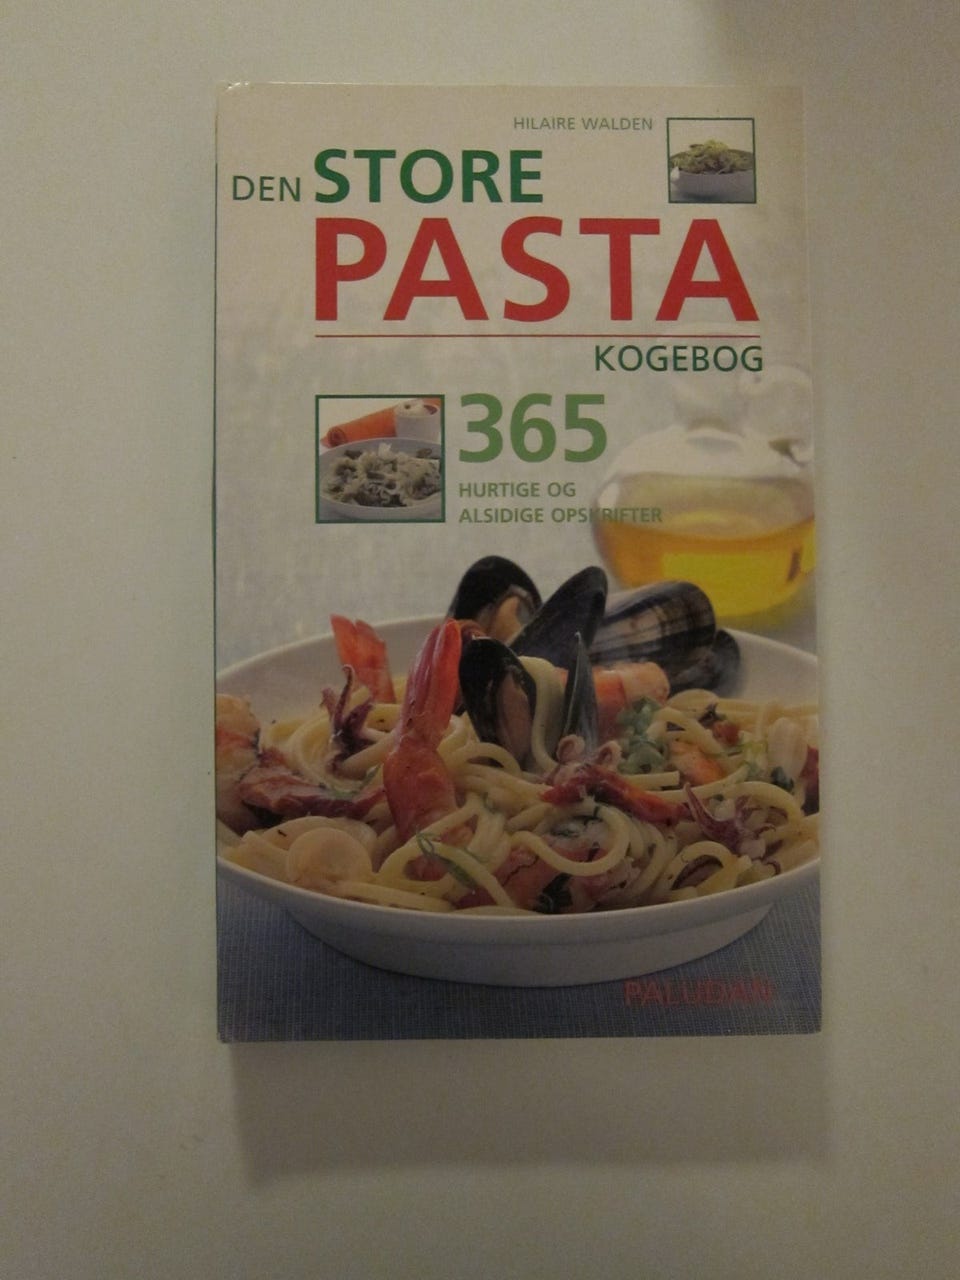 HILAIRE WALDEN
DEN STORE
PASTA
KOGEBOG
365
HURTIGE OG
ALSIDIGE OPSKRIFTER
PALUDAN